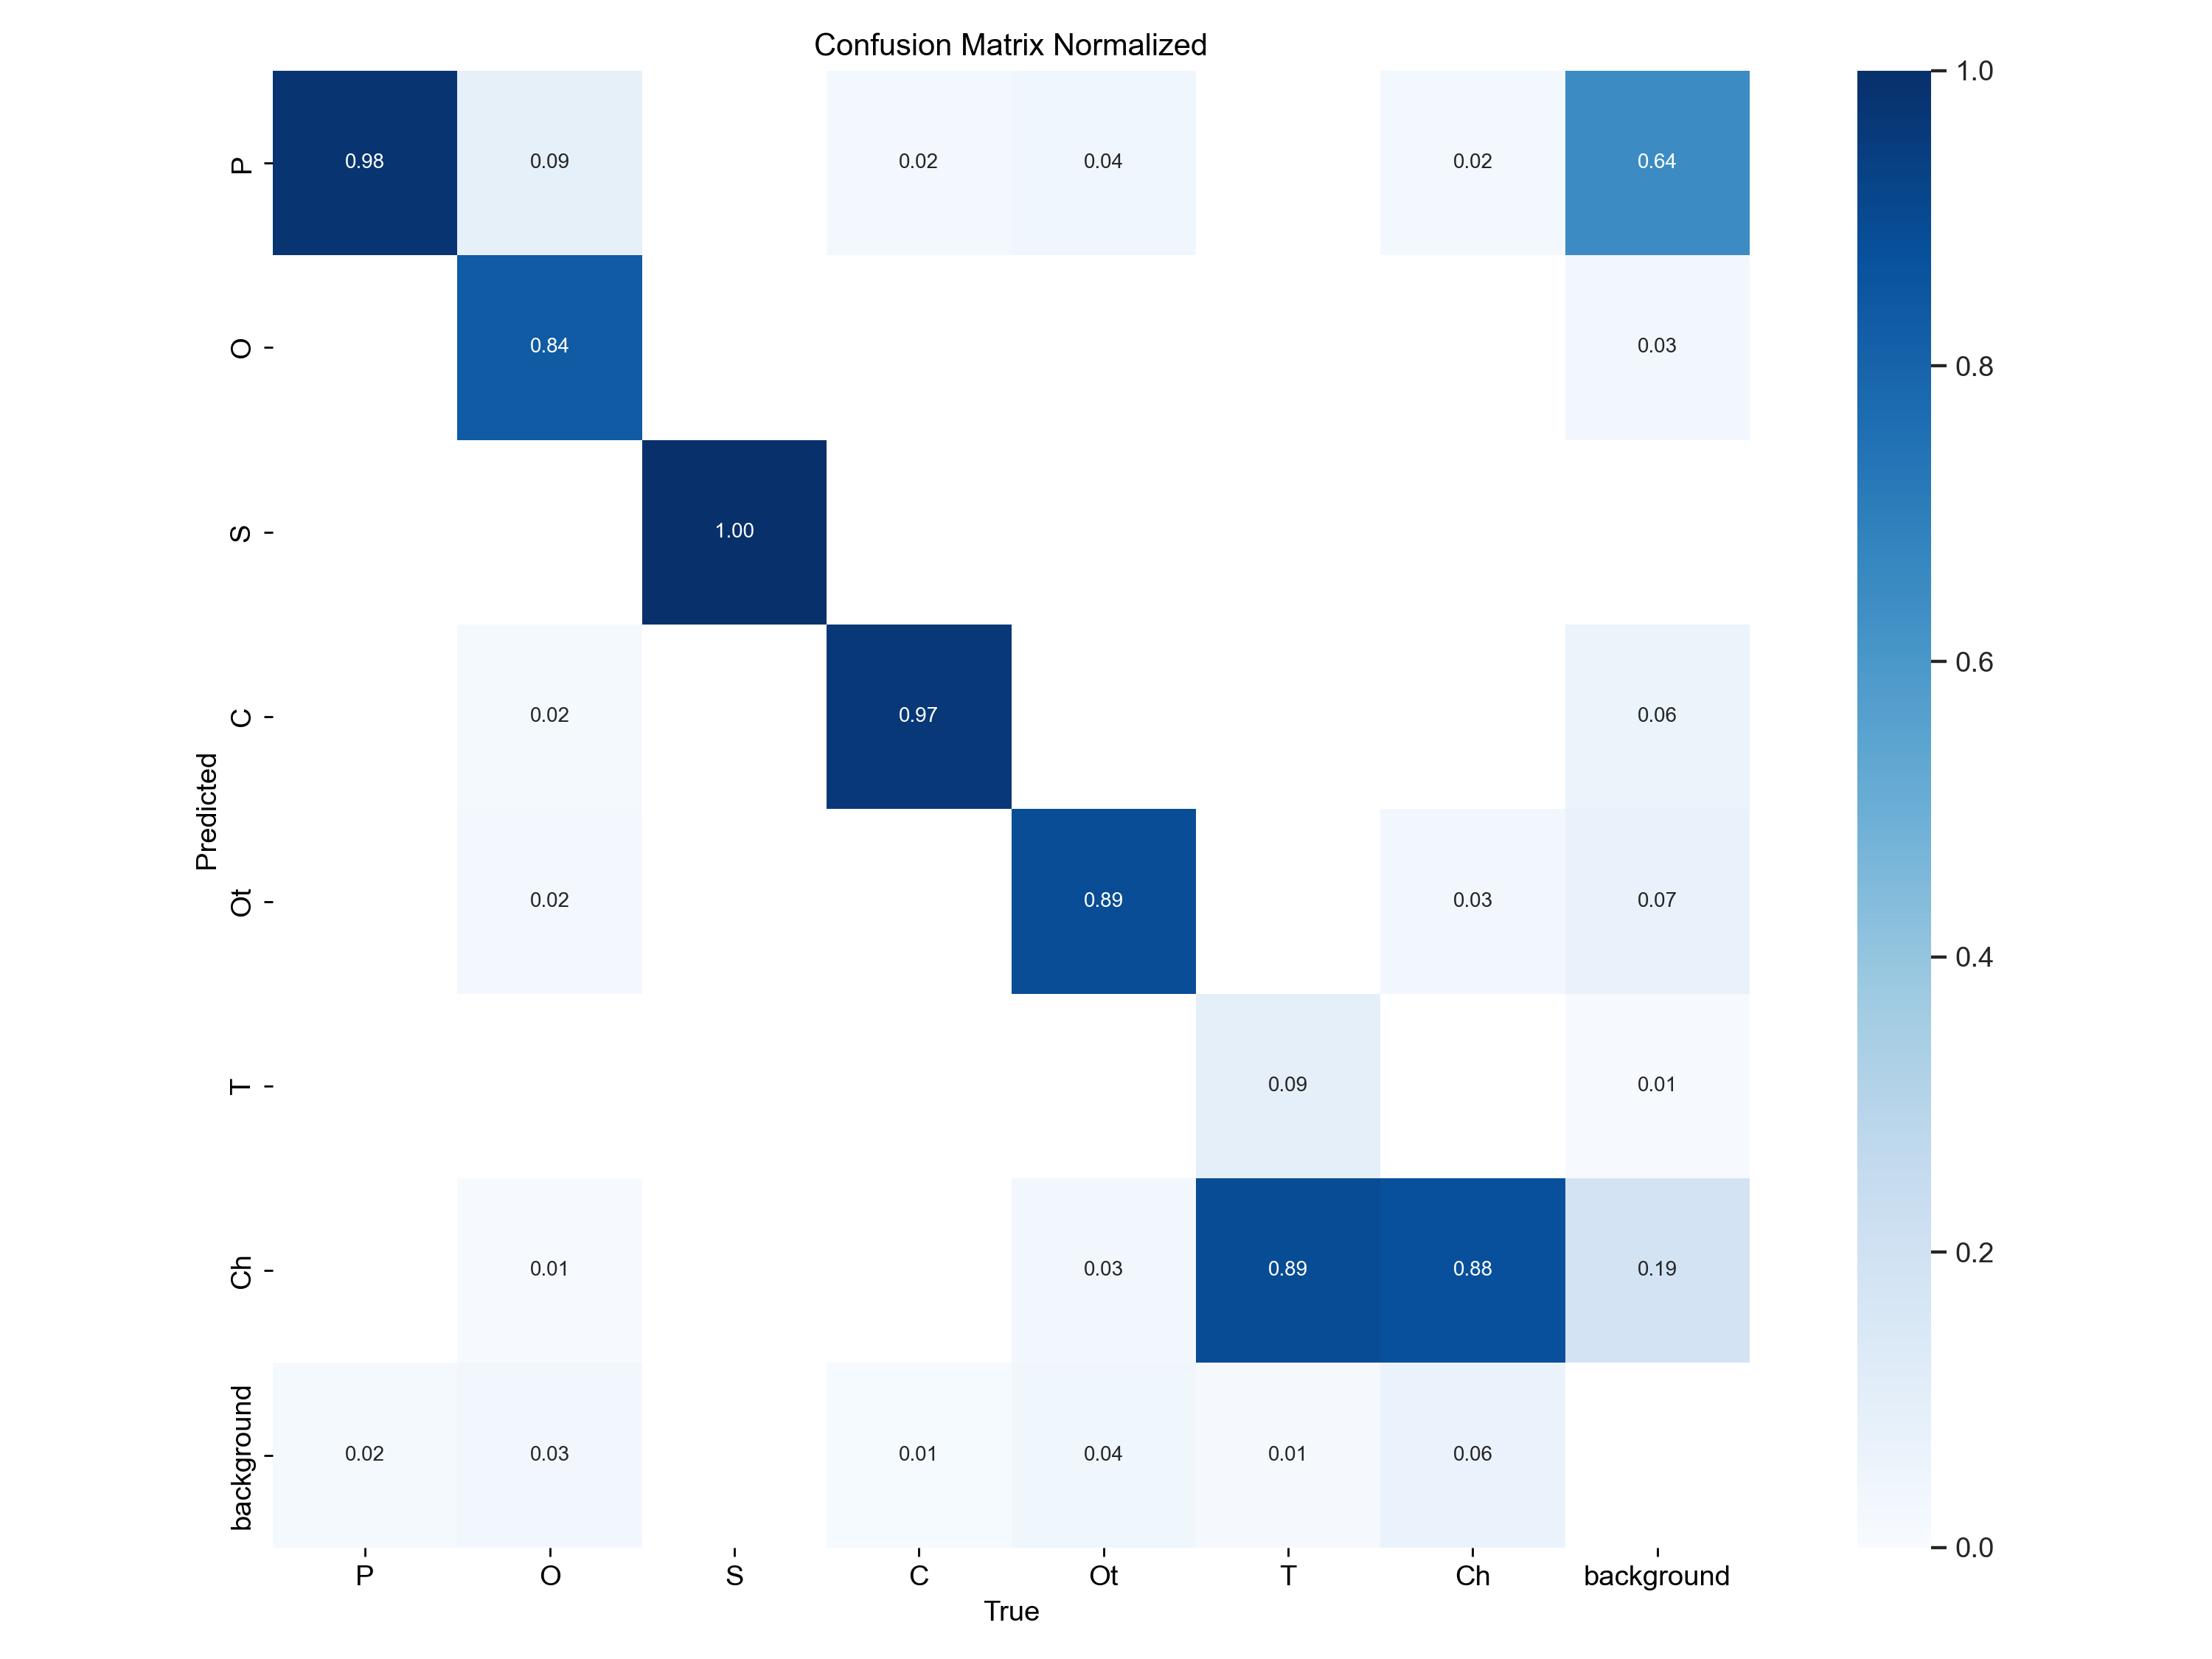 Confusion Matrix Normalized
P 0.98 0.09 0.02 0.04 0.02 0.64
O 0.84 0.03
S 1.00
C 0.02 0.97 0.06
Ot 0.02 0.89 0.03 0.07
T 0.09 0.01
Ch 0.01 0.03 0.89 0.88 0.19
background 0.02 0.03 0.01 0.04 0.01 0.06
P O S C Ot T Ch background
True
Predicted
1.0
0.8
0.6
0.4
0.2
0.0